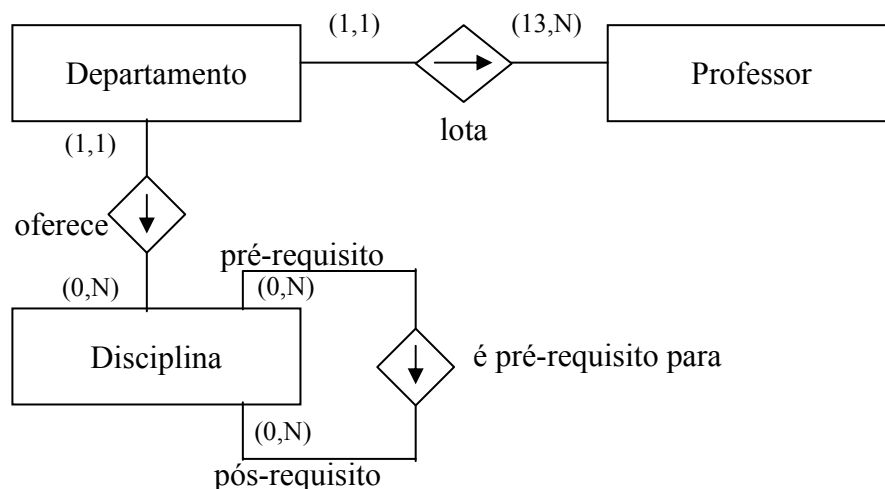 (1,1) (13,N)
Departamento
Professor
lota
(1,1)
oferece
pré-requisito
(0,N) (0,N)
Disciplina
é pré-requisito para
(0,N)
pós-requisito